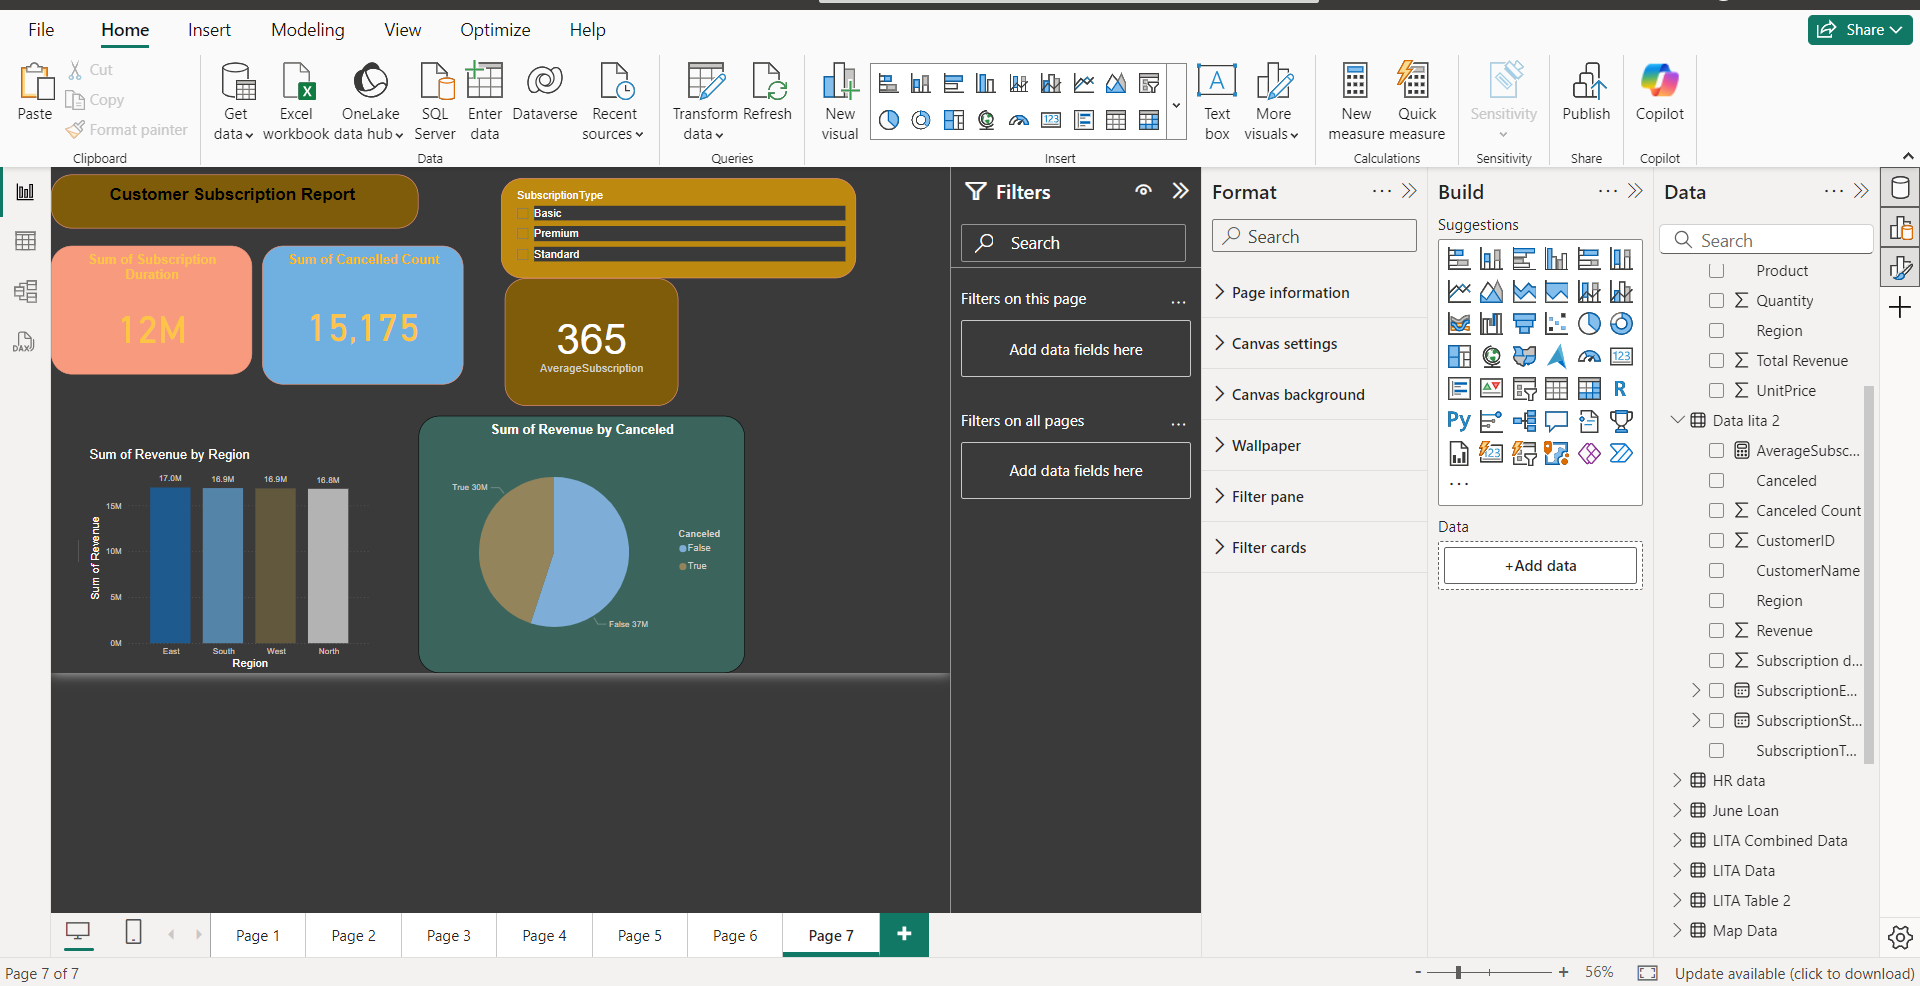 File
Home
Insert
Modeling
View
Optimize
Help
Share
Paste
Cut
Copy
Format painter
Clipboard
Get data
Excel workbook
OneLake data hub
SQL Server
Enter data
Dataverse
Recent sources
Data
Transform data
Refresh
Queries
New visual
Text box
More visuals
Insert
New measure
Quick measure
Calculations
Sensitivity
Sensitivity
Publish
Share
Copilot
Copilot
Customer Subscription Report
SubscriptionType
Basic
Premium
Standard
Sum of Subscription
Duration
12M
Sum of Cancelled Count
15,175
365
AverageSubscription
Sum of Revenue by Region
17.0M
16.9M
16.9M
16.8M
15M
10M
5M
0M
Sum of Revenue
East
South
West
North
Region
Sum of Revenue by Canceled
True 30M
False 37M
Canceled
False
True
Filters
Search
Filters on this page
...
Add data fields here
Filters on all pages
...
Add data fields here
Format
Search
Page information
Canvas settings
Canvas background
Wallpaper
Filter pane
Filter cards
Build
Suggestions
123
R
Py
123
...
Data
+Add data
Data
Search
Product
Quantity
Region
Total Revenue
UnitPrice
Data lita 2
AverageSubsc...
Canceled
Canceled Count
CustomerID
CustomerName
Region
Revenue
Subscription d...
SubscriptionE...
SubscriptionSt...
SubscriptionT...
HR data
June Loan
LITA Combined Data
LITA Data
LITA Table 2
Map Data
DAX
Page 1
Page 2
Page 3
Page 4
Page 5
Page 6
Page 7
+
Page 7 of 7
- + 56%
Update available (click to download)